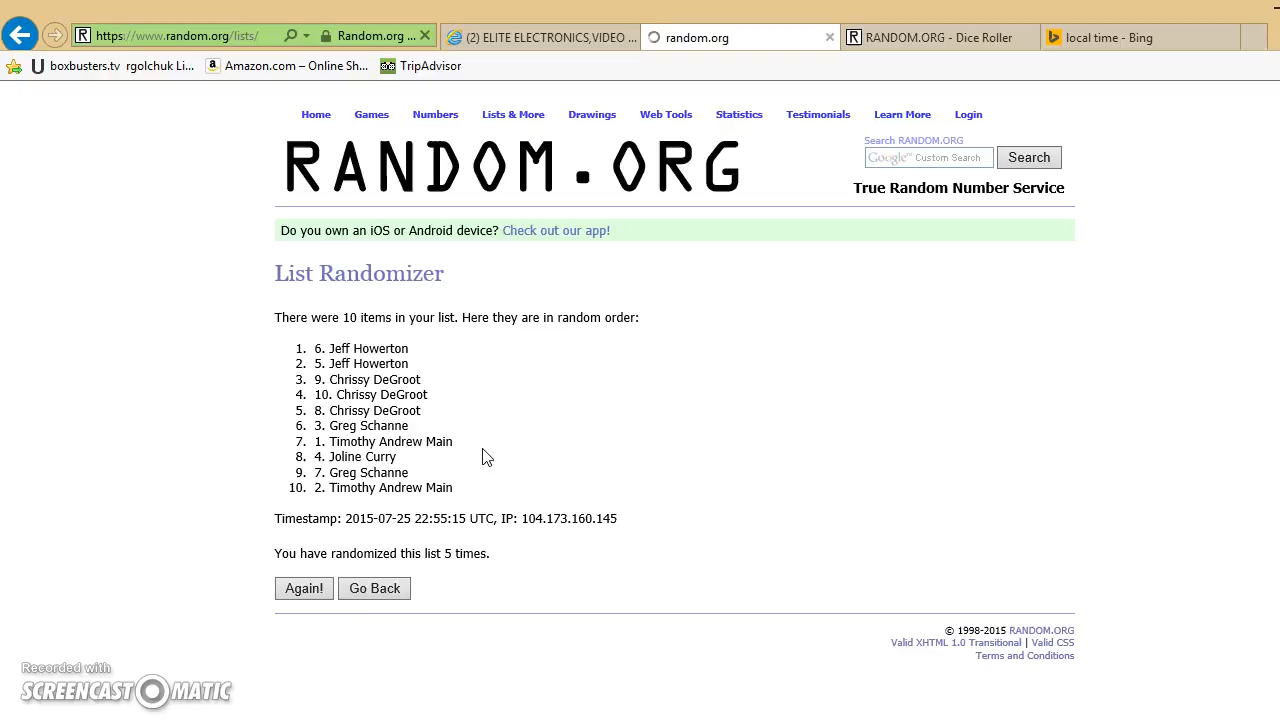 https://www.random.org/lists/
Random.org ...
(2) ELITE ELECTRONICS,VIDEO ...
random.org
RANDOM.ORG - Dice Roller
local time - Bing
boxbusters.tv
rgolchuk Li...
Amazon.com – Online Sh...
TripAdvisor
Home Games Numbers Lists & More Drawings Web Tools Statistics Testimonials Learn More Login
RANDOM.ORG
Search RANDOM.ORG
Google™ Custom Search
Search
True Random Number Service
Do you own an iOS or Android device? Check out our app!
List Randomizer
There were 10 items in your list. Here they are in random order:
1. 6. Jeff Howerton
2. 5. Jeff Howerton
3. 9. Chrissy DeGroot
4. 10. Chrissy DeGroot
5. 8. Chrissy DeGroot
6. 3. Greg Schanne
7. 1. Timothy Andrew Main
8. 4. Joline Curry
9. 7. Greg Schanne
10. 2. Timothy Andrew Main
Timestamp: 2015-07-25 22:55:15 UTC, IP: 104.173.160.145
You have randomized this list 5 times.
Again! Go Back
© 1998-2015 RANDOM.ORG
Valid XHTML 1.0 Transitional | Valid CSS
Terms and Conditions
Recorded with
SCREENCAST-O-MATIC